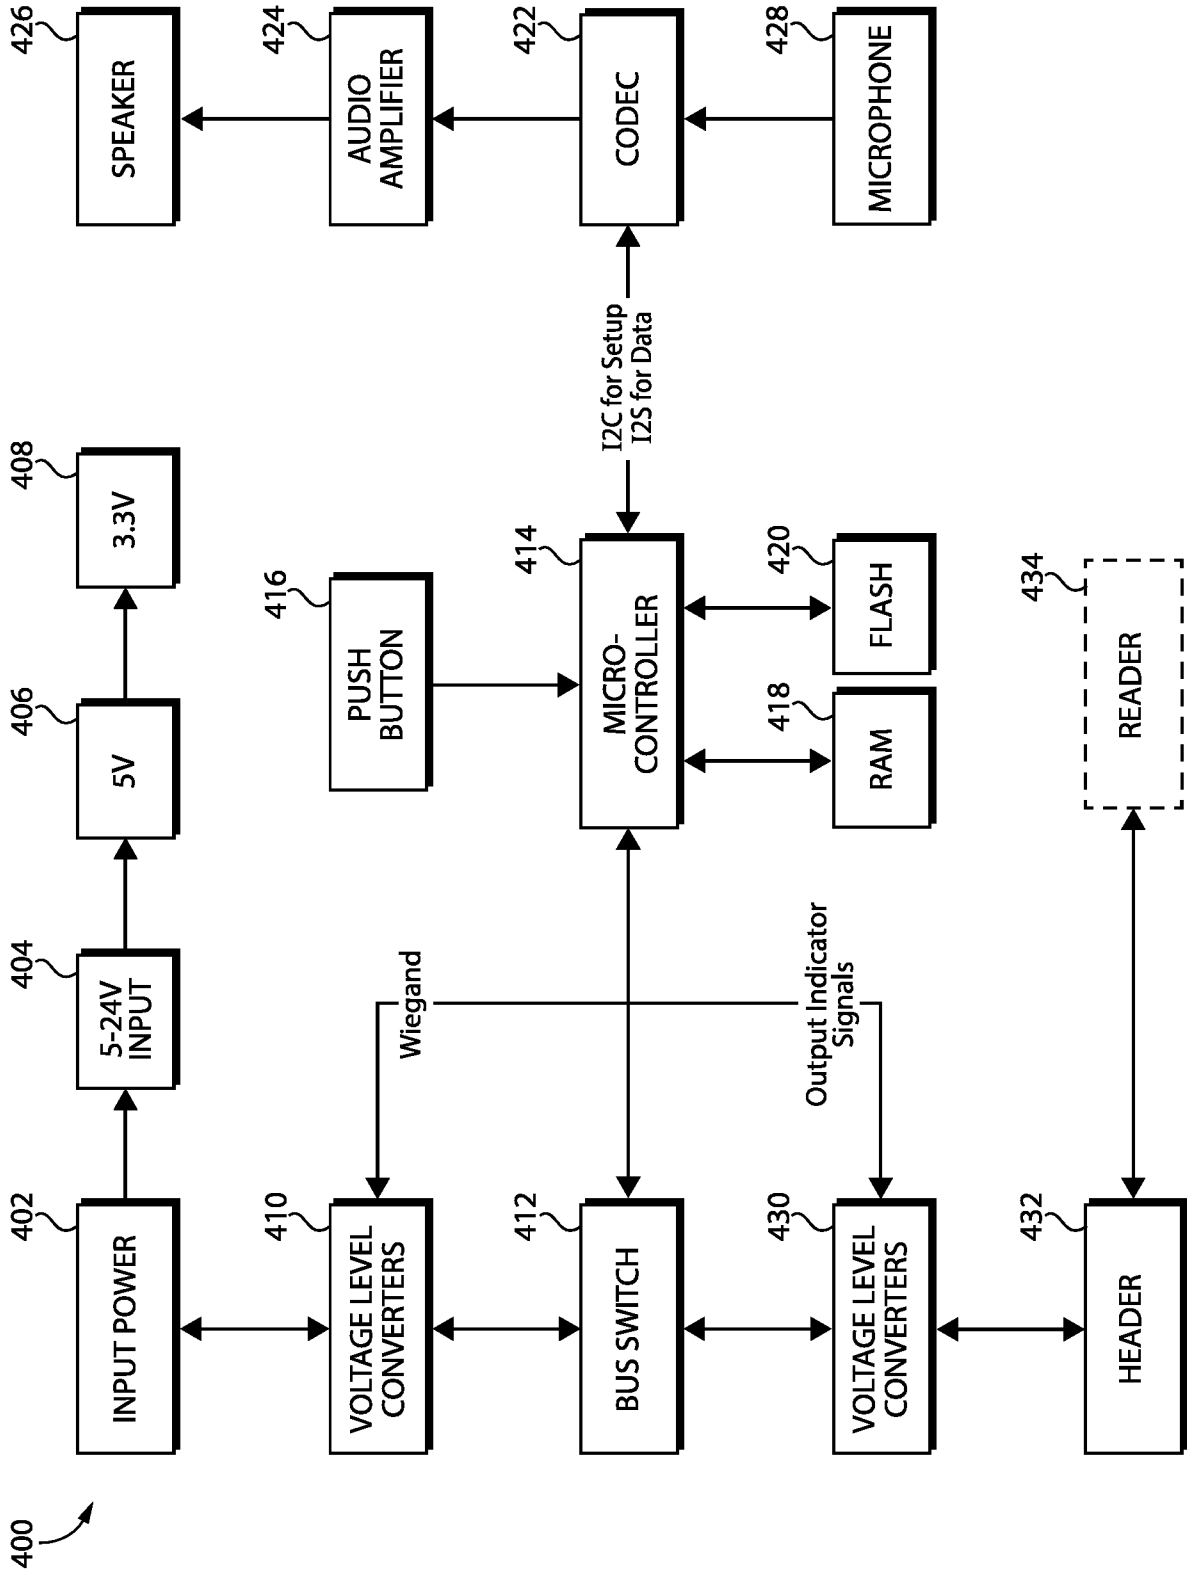 400
402
INPUT POWER
404
5-24V
INPUT
406
5V
408
3.3V
426
SPEAKER
410
VOLTAGE LEVEL
CONVERTERS
Wiegand
416
PUSH
BUTTON
424
AUDIO
AMPLIFIER
412
BUS SWITCH
414
MICRO-
CONTROLLER
I2C for Setup
I2S for Data
422
CODEC
430
VOLTAGE LEVEL
CONVERTERS
Output Indicator
Signals
418
RAM
420
FLASH
428
MICROPHONE
432
HEADER
434
READER